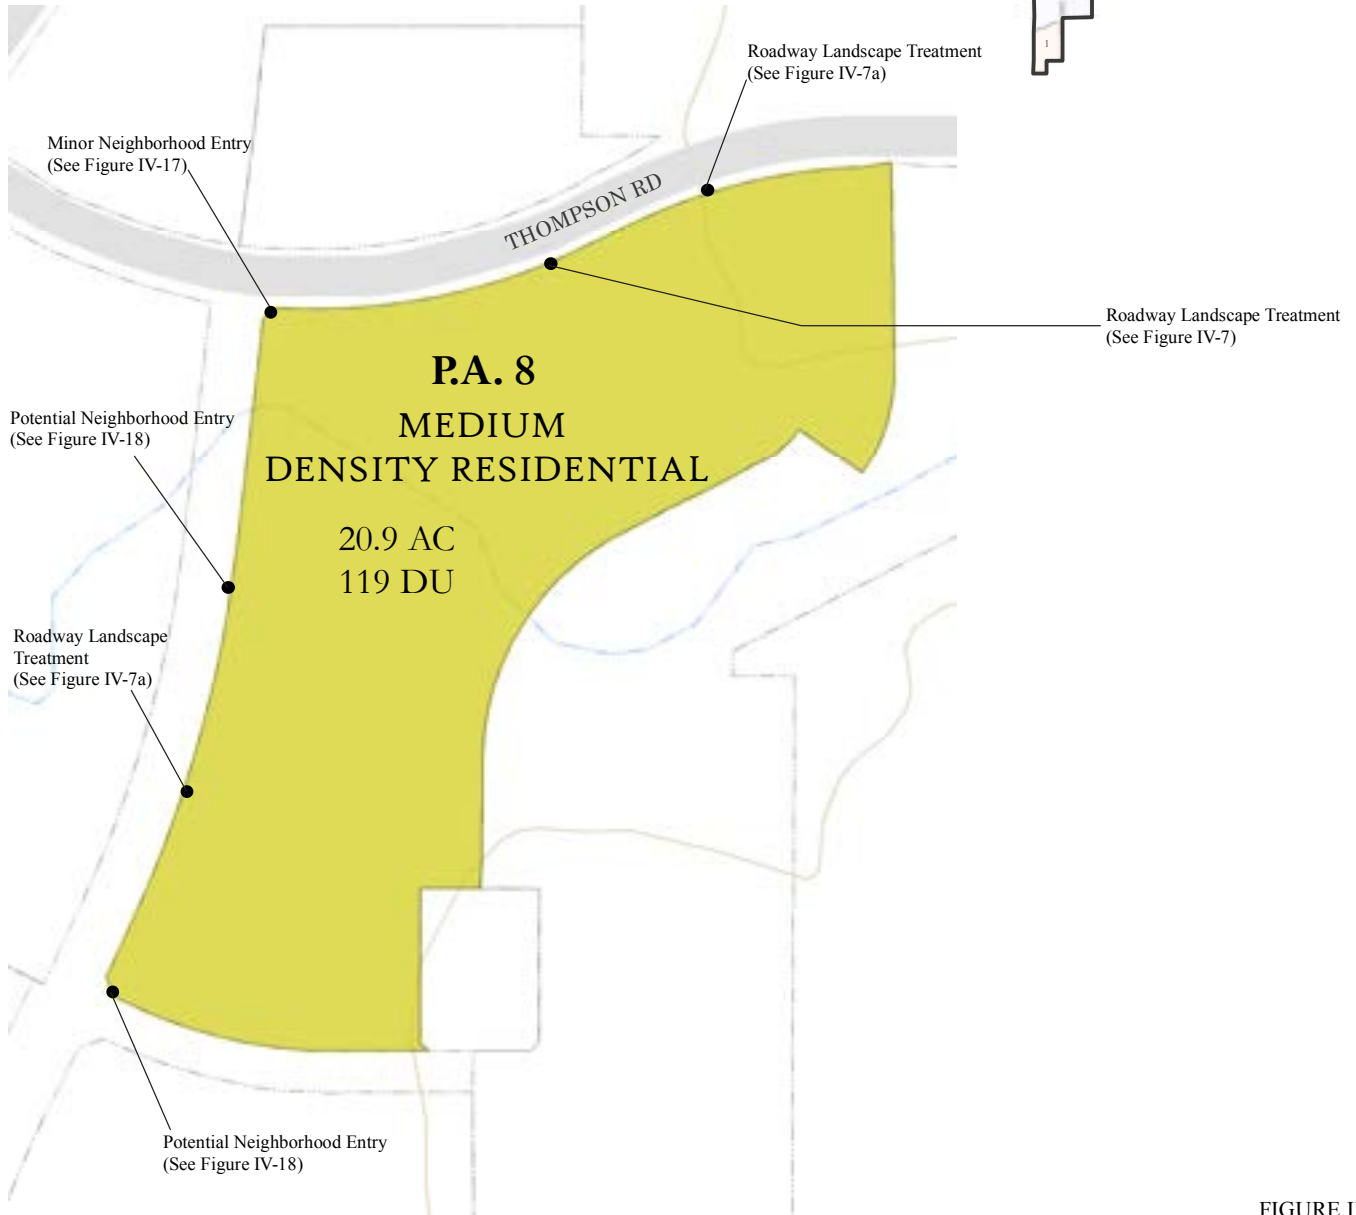 1
Roadway Landscape Treatment
(See Figure IV-7a)
Minor Neighborhood Entry
(See Figure IV-17)
THOMPSON RD
Roadway Landscape Treatment
(See Figure IV-7)
P.A. 8
MEDIUM
DENSITY RESIDENTIAL
20.9 AC
119 DU
Potential Neighborhood Entry
(See Figure IV-18)
Roadway Landscape
Treatment
(See Figure IV-7a)
Potential Neighborhood Entry
(See Figure IV-18)
FIGURE I